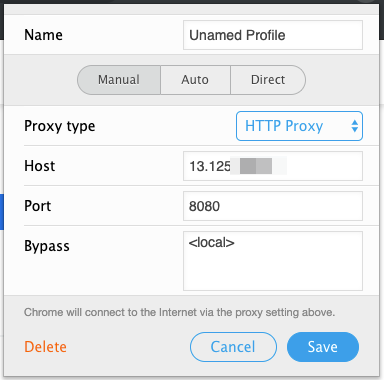 Name
Unamed Profile
Manual
Auto
Direct
Proxy type
HTTP Proxy
Host
13.125
Port
8080
Bypass
<local>
Chrome will connect to the Internet via the proxy setting above.
Delete
Cancel
Save